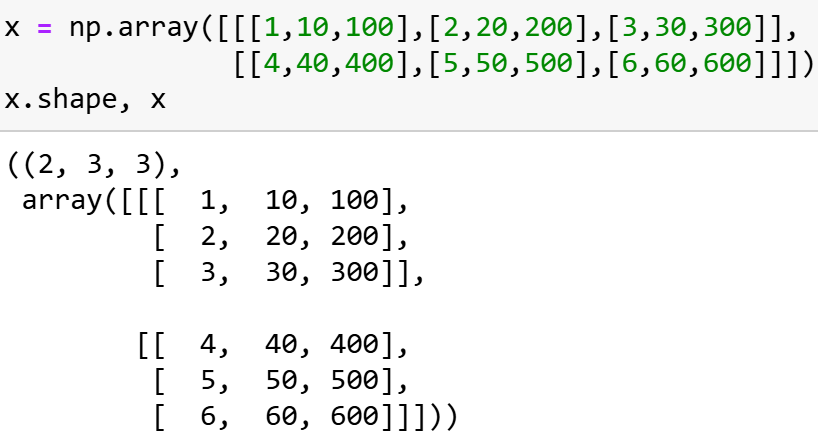 x = np.array([[[1,10,100],[2,20,200],[3,30,300]],
              [[4,40,400],[5,50,500],[6,60,600]]])
x.shape, x
((2, 3, 3),
 array([[[  1,  10, 100],
         [  2,  20, 200],
         [  3,  30, 300]],
        [[  4,  40, 400],
         [  5,  50, 500],
         [  6,  60, 600]]]))